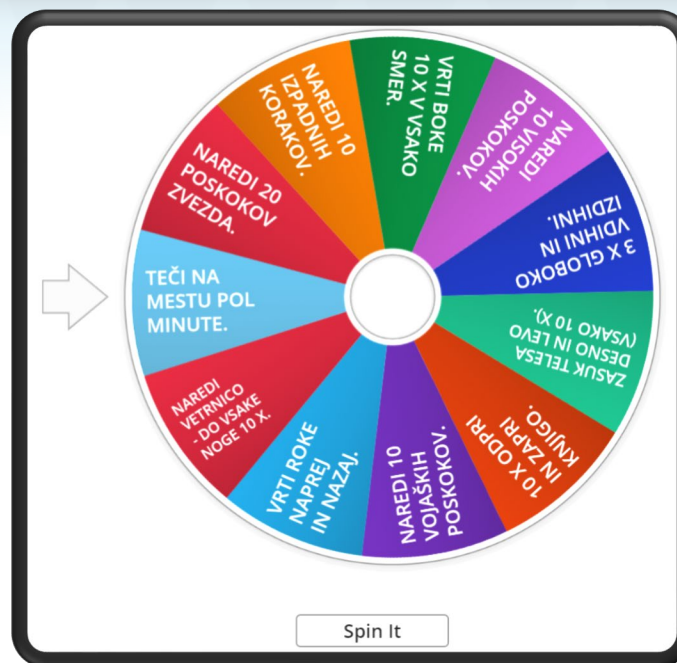 TEČI NA
MESTU POL
MINUTE.
NAREDI 20
POSKOKOV
ZVEZDA.
NAREDI 10
IZPADNIH
KORAKOV.
VRTI BOKE
10 X V VSAKO
SMER.
NAREDI
10 VISOKIH
POSKOKOV.
3 X GLOBOKO
VDIHNI IN
IZDIHNI.
ZASUK TELESA
DESNO IN LEVO
(VSAKO 10 X).
10 X ODPRI
IN ZAPRI
KNJIGO.
NAREDI 10
VOJAŠKIH
POSKOKOV.
VRTI ROKE
NAPREJ
IN NAZAJ.
NAREDI
VETRNICO
- DO VSAKE
NOGE 10 X.
Spin It